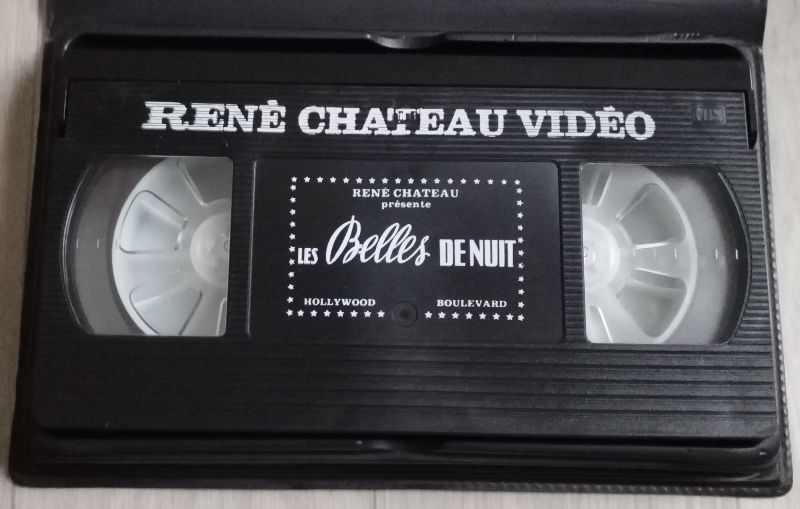 RENÉ CHATEAU VIDÉO
RENÉ CHATEAU
présente
LES Belles DE NUIT
HOLLYWOOD BOULEVARD